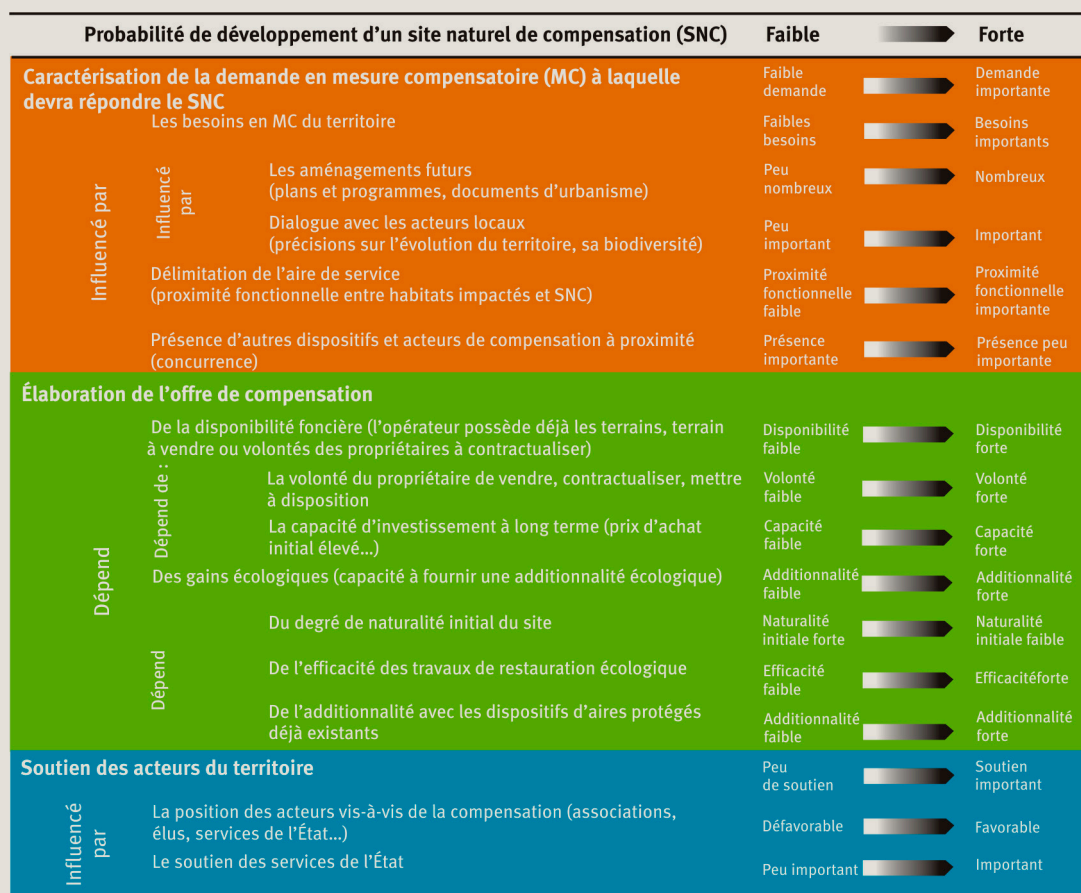 Probabilité de développement d'un site naturel de compensation (SNC) Faible Forte
Caractérisation de la demande en mesure compensatoire (MC) à laquelle
devra répondre le SNC
Faible
demande
Demande
importante
Influencé par
Les besoins en MC du territoire
Faibles
besoins
Besoins
importants
Influencé
par
Les aménagements futurs
(plans et programmes, documents d'urbanisme)
Peu
nombreux
Nombreux
Dialogue avec les acteurs locaux
(précisions sur l'évolution du territoire, sa biodiversité)
Peu
important
Important
Délimitation de l'aire de service
(proximité fonctionnelle entre habitats impactés et SNC)
Proximité
fonctionnelle
faible
Proximité
fonctionnelle
importante
Présence d'autres dispositifs et acteurs de compensation à proximité
(concurrence)
Présence
importante
Présence peu
importante
Élaboration de l'offre de compensation
Dépend
De la disponibilité foncière (l'opérateur possède déjà les terrains, terrain
à vendre ou volontés des propriétaires à contractualiser)
Disponibilité
faible
Disponibilité
forte
Dépend de :
La volonté du propriétaire de vendre, contractualiser, mettre
à disposition
Volonté
faible
Volonté
forte
La capacité d'investissement à long terme (prix d'achat
initial élevé...)
Capacité
faible
Capacité
forte
Des gains écologiques (capacité à fournir une additionnalité écologique)
Additionnalité
faible
Additionnalité
forte
Dépend
Du degré de naturalité initial du site
Naturalité
initiale forte
Naturalité
initiale faible
De l'efficacité des travaux de restauration écologique
Efficacité
faible
Efficacitéforte
De l'additionnalité avec les dispositifs d'aires protégés
déjà existants
Additionnalité
faible
Additionnalité
forte
Soutien des acteurs du territoire
Peu
de soutien
Soutien
important
Influencé
par
La position des acteurs vis-à-vis de la compensation (associations,
élus, services de l'État...)
Défavorable
Favorable
Le soutien des services de l'État
Peu important
Important